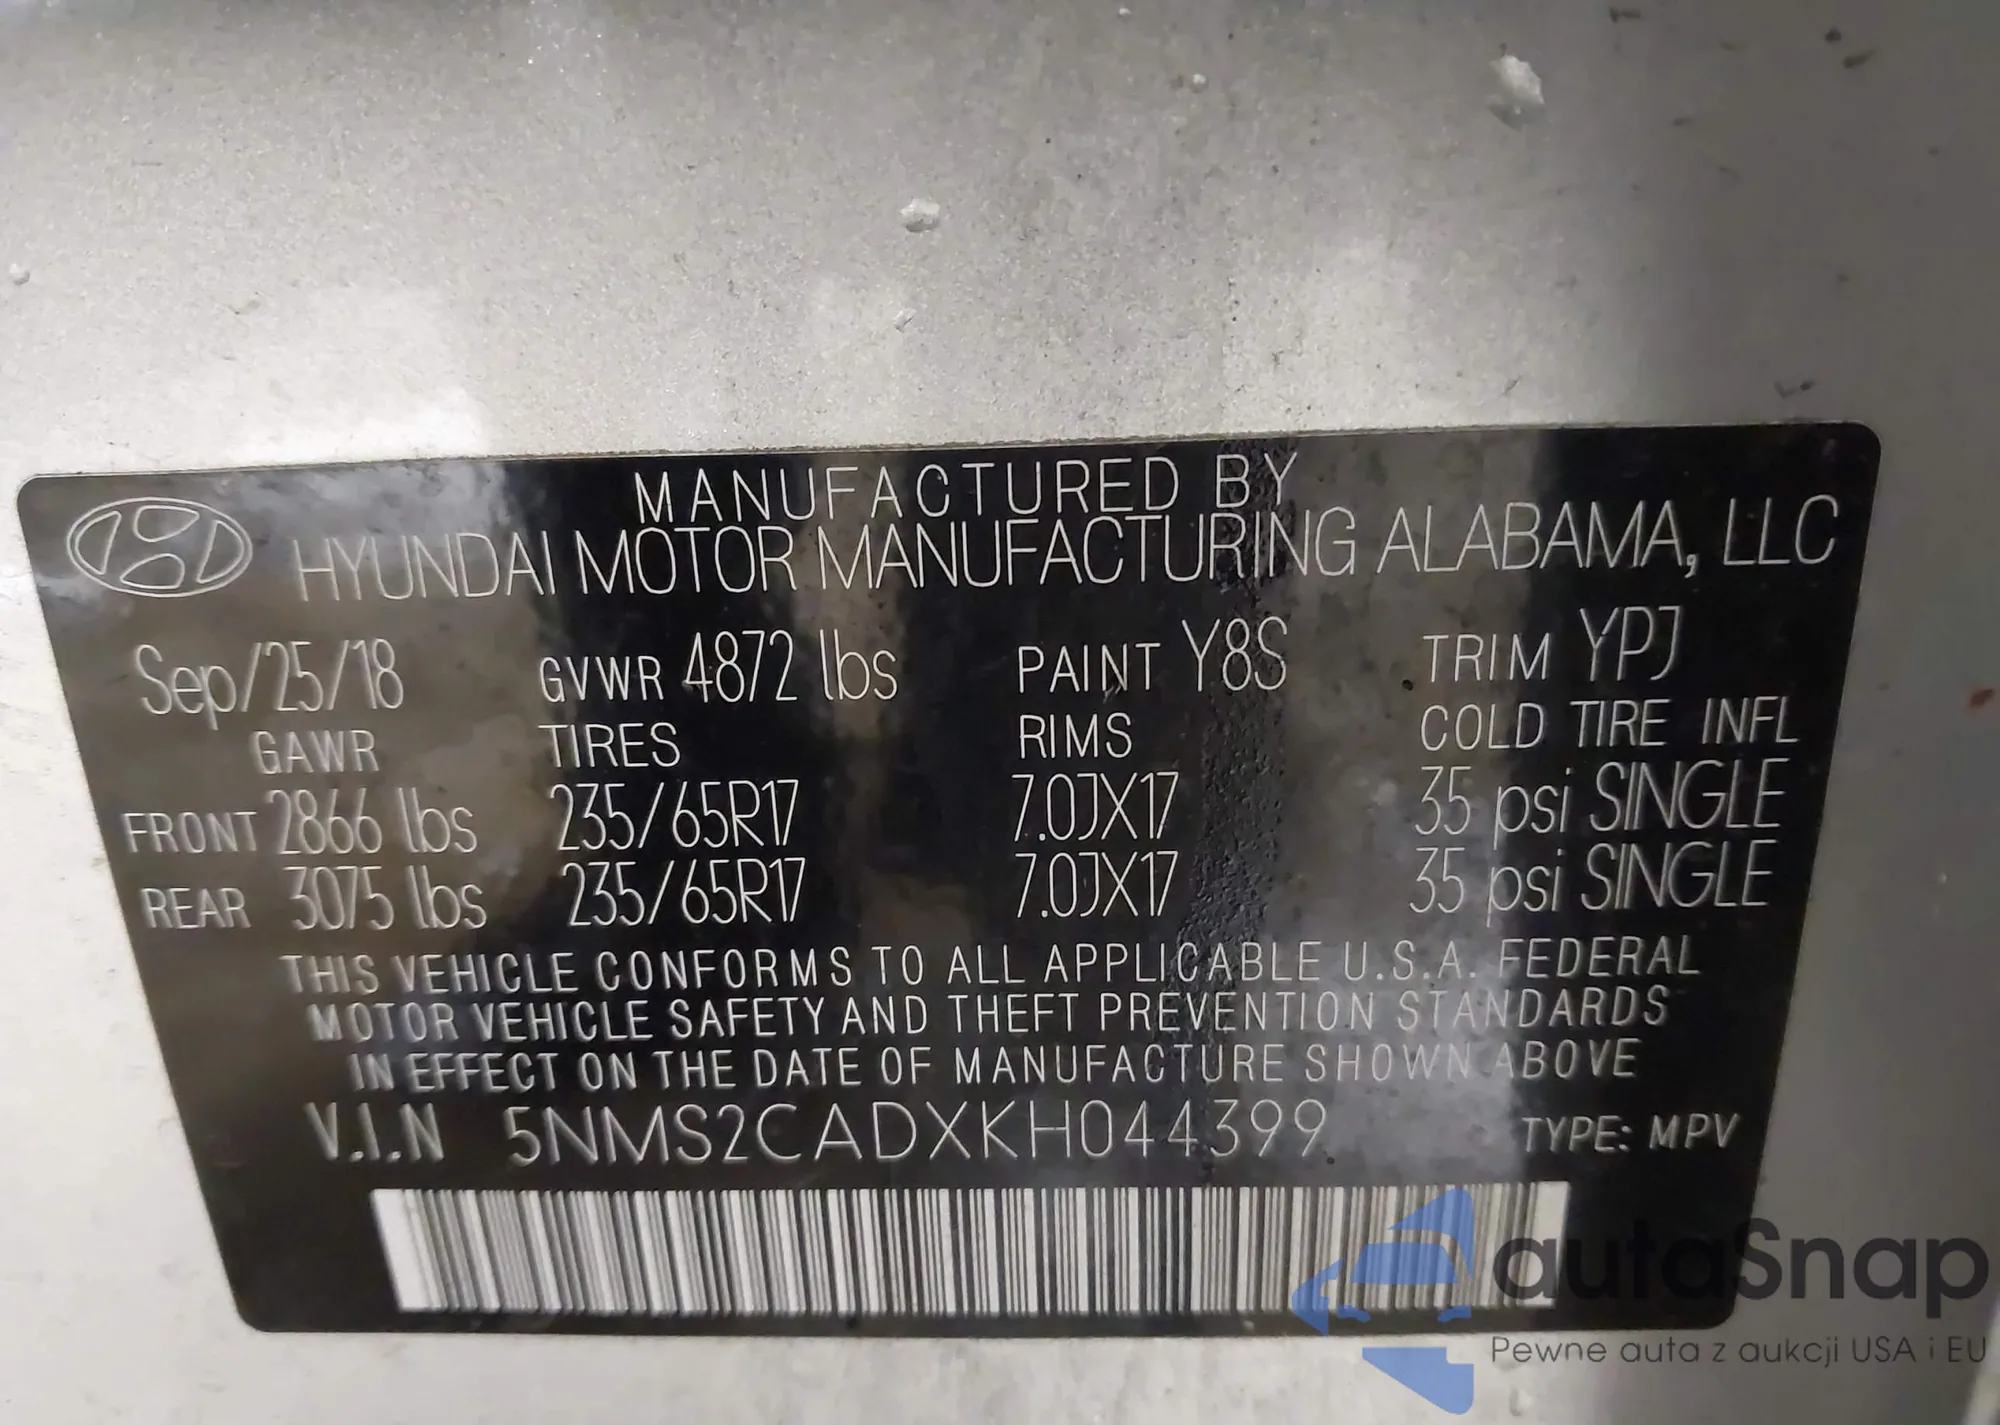 MANUFACTURED BY
HYUNDAI MOTOR MANUFACTURING ALABAMA, LLC
Sep/25/18 GVWR 4872 lbs PAINT Y8S TRIM YPJ
GAWR TIRES RIMS COLD TIRE INFL
FRONT 2866 lbs 235/65R17 7.0JX17 35 psi SINGLE
REAR 3075 lbs 235/65R17 7.0JX17 35 psi SINGLE
THIS VEHICLE CONFORMS TO ALL APPLICABLE U.S.A. FEDERAL
MOTOR VEHICLE SAFETY AND THEFT PREVENTION STANDARDS
IN EFFECT ON THE DATE OF MANUFACTURE SHOWN ABOVE
V.I.N 5NMS2CADXKH044399 TYPE: MPV
autaSnap
Pewne auta z aukcji USA i EU